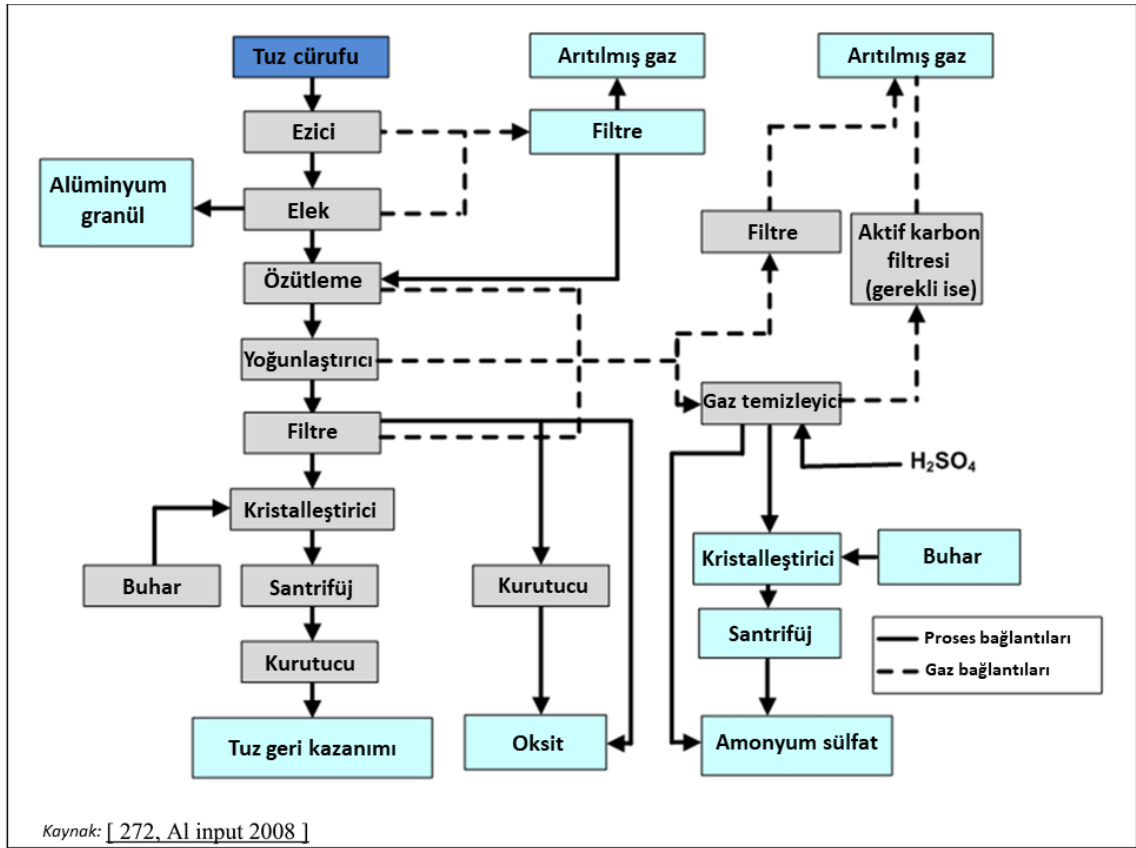 Tuz cürufu
Arıtılmış gaz
Arıtılmış gaz
Ezici
Filtre
Alüminyum
granül
Elek
Filtre
Aktif karbon
filtresi
(gerekli ise)
Özütleme
Yoğunlaştırıcı
Gaz temizleyici
Filtre
H₂SO₄
Kristalleştirici
Kristalleştirici
Buhar
Buhar
Santrifüj
Kurutucu
Santrifüj
Proses bağlantıları
Gaz bağlantıları
Kurutucu
Tuz geri kazanımı
Oksit
Amonyum sülfat
Kaynak: [ 272, Al input 2008 ]